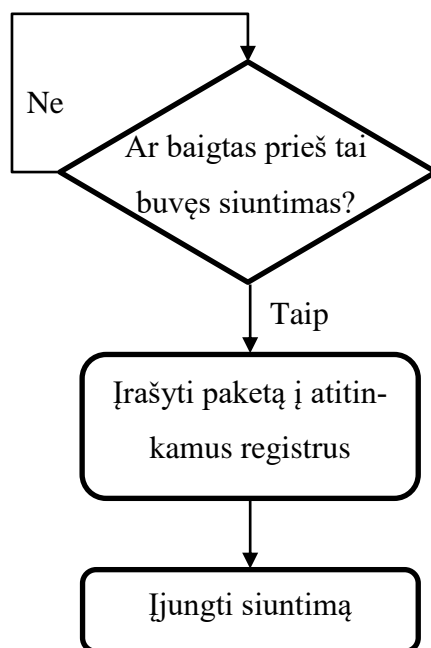 Ne
Ar baigtas prieš tai
buvęs siuntimas?
Taip
Įrašyti paketą į atitin-
kamus registrus
Įjungti siuntimą